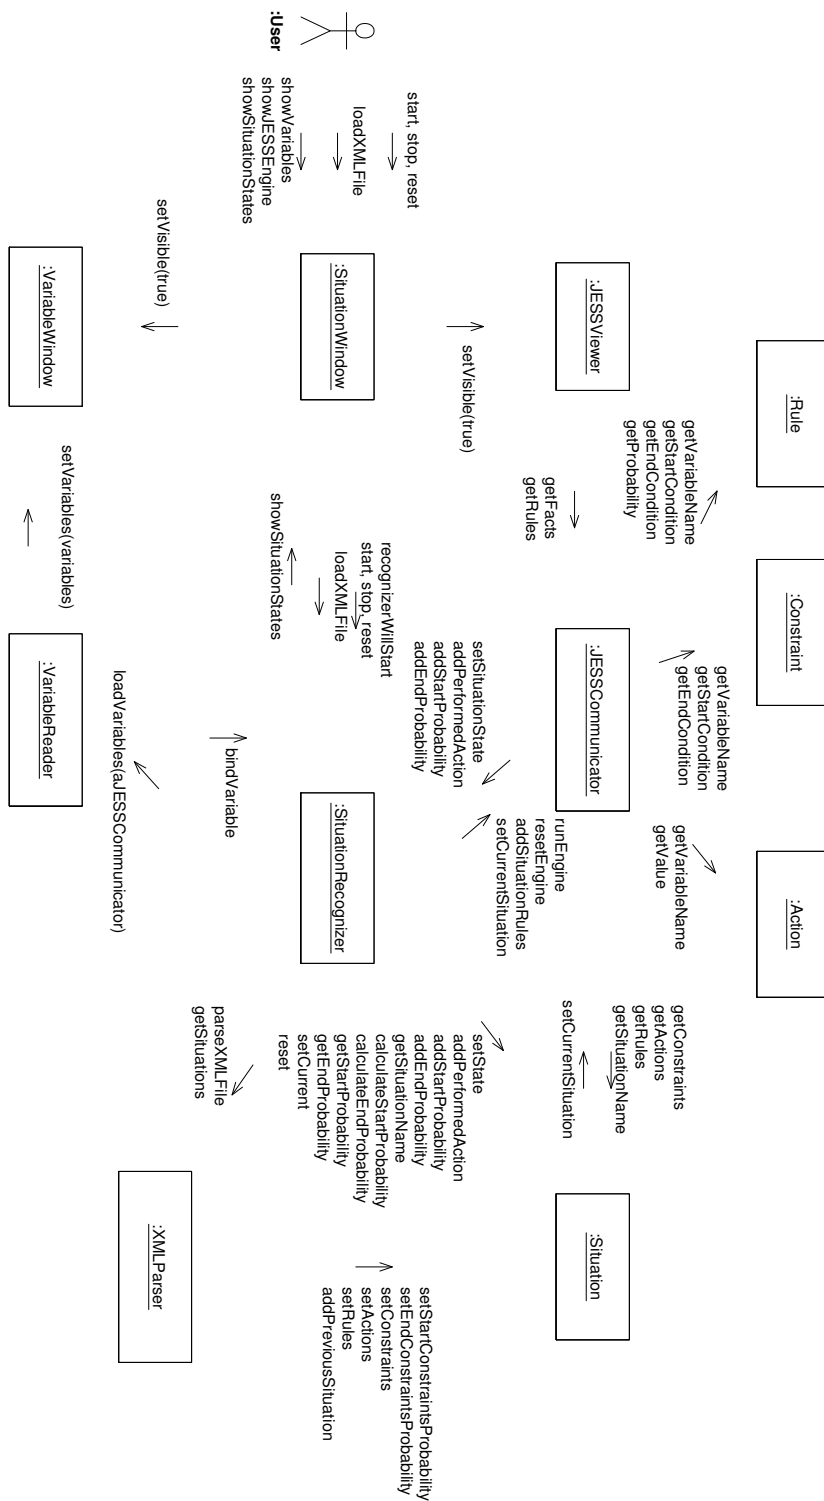 :Rule
:Constraint
:Action
getVariableName
getStartCondition
getEndCondition
getProbability
getVariableName
getStartCondition
getEndCondition
getVariableName
getValue
getConstraints
getActions
getRules
getSituationName
setCurrentSituation
:JESSViewer
getFacts
getRules
:JESSCommunicator
:Situation
runEngine
resetEngine
addSituationRules
setCurrentSituation
setVisible(true)
setSituationState
addPerformedAction
addStartProbability
addEndProbability
setState
addPerformedAction
addStartProbability
addEndProbability
getSituationName
calculateStartProbability
calculateEndProbability
getStartProbability
getEndProbability
setCurrent
reset
setStartConstraintsProbability
setEndConstraintsProbability
setConstraints
setActions
setRules
addPreviousSituation
start, stop, reset
loadXMLFile
showVariables
showJESSEngine
showSituationStates
:User
:SituationWindow
recognizerWillStart
start, stop, reset
loadXMLFile
showSituationStates
:SituationRecognizer
setVisible(true)
bindVariable
parseXMLFile
getSituations
loadVariables(aJESSCommunicator)
:XMLParser
:VariableWindow
setVariables(variables)
:VariableReader